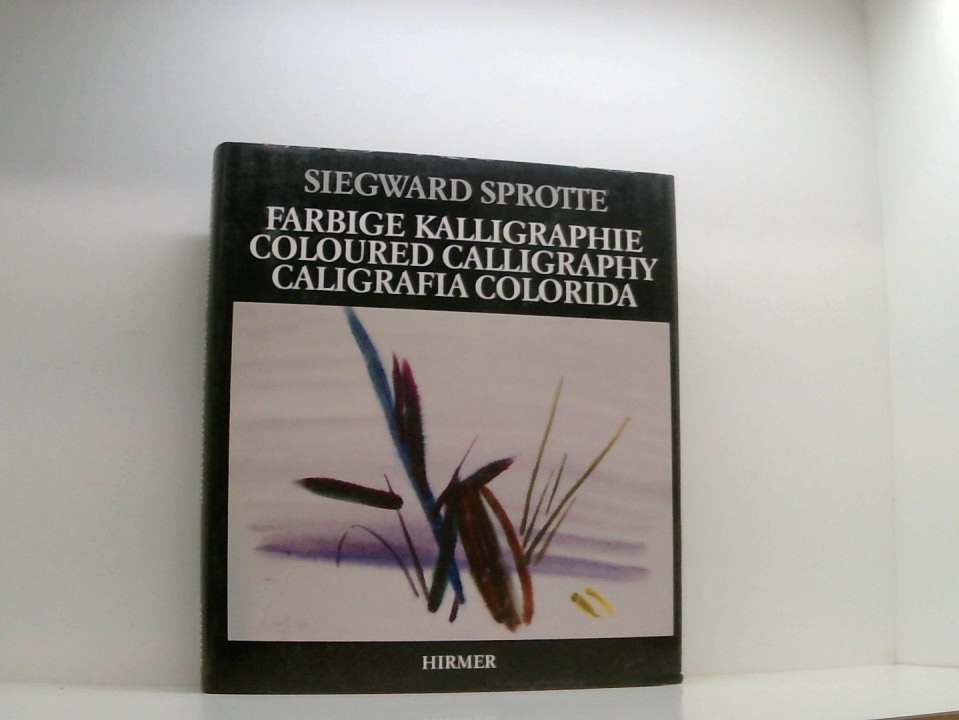 SIEGWARD SPROTTE
FARBIGE KALLIGRAPHIE
COLOURED CALLIGRAPHY
CALIGRAFIA COLORIDA
HIRMER